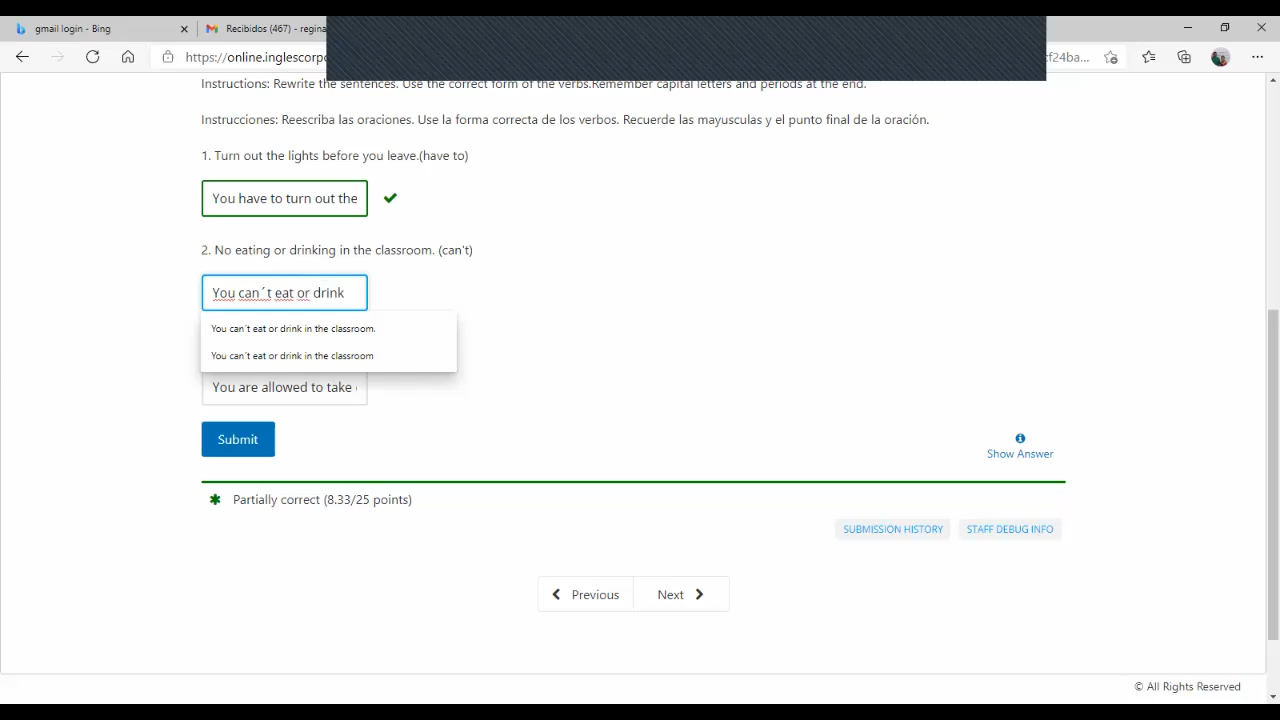 gmail login - Bing
Recibidos (467) - regina
https://online.inglescorpo
f24ba...
Instructions: Rewrite the sentences. Use the correct form of the verbs.Remember capital letters and periods at the end.
Instrucciones: Reescriba las oraciones. Use la forma correcta de los verbos. Recuerde las mayusculas y el punto final de la oración.
1. Turn out the lights before you leave.(have to)
You have to turn out the
2. No eating or drinking in the classroom. (can't)
You can´t eat or drink
You can´t eat or drink in the classroom.
You can´t eat or drink in the classroom
You are allowed to take
Submit
Show Answer
Partially correct (8.33/25 points)
SUBMISSION HISTORY
STAFF DEBUG INFO
Previous
Next
© All Rights Reserved